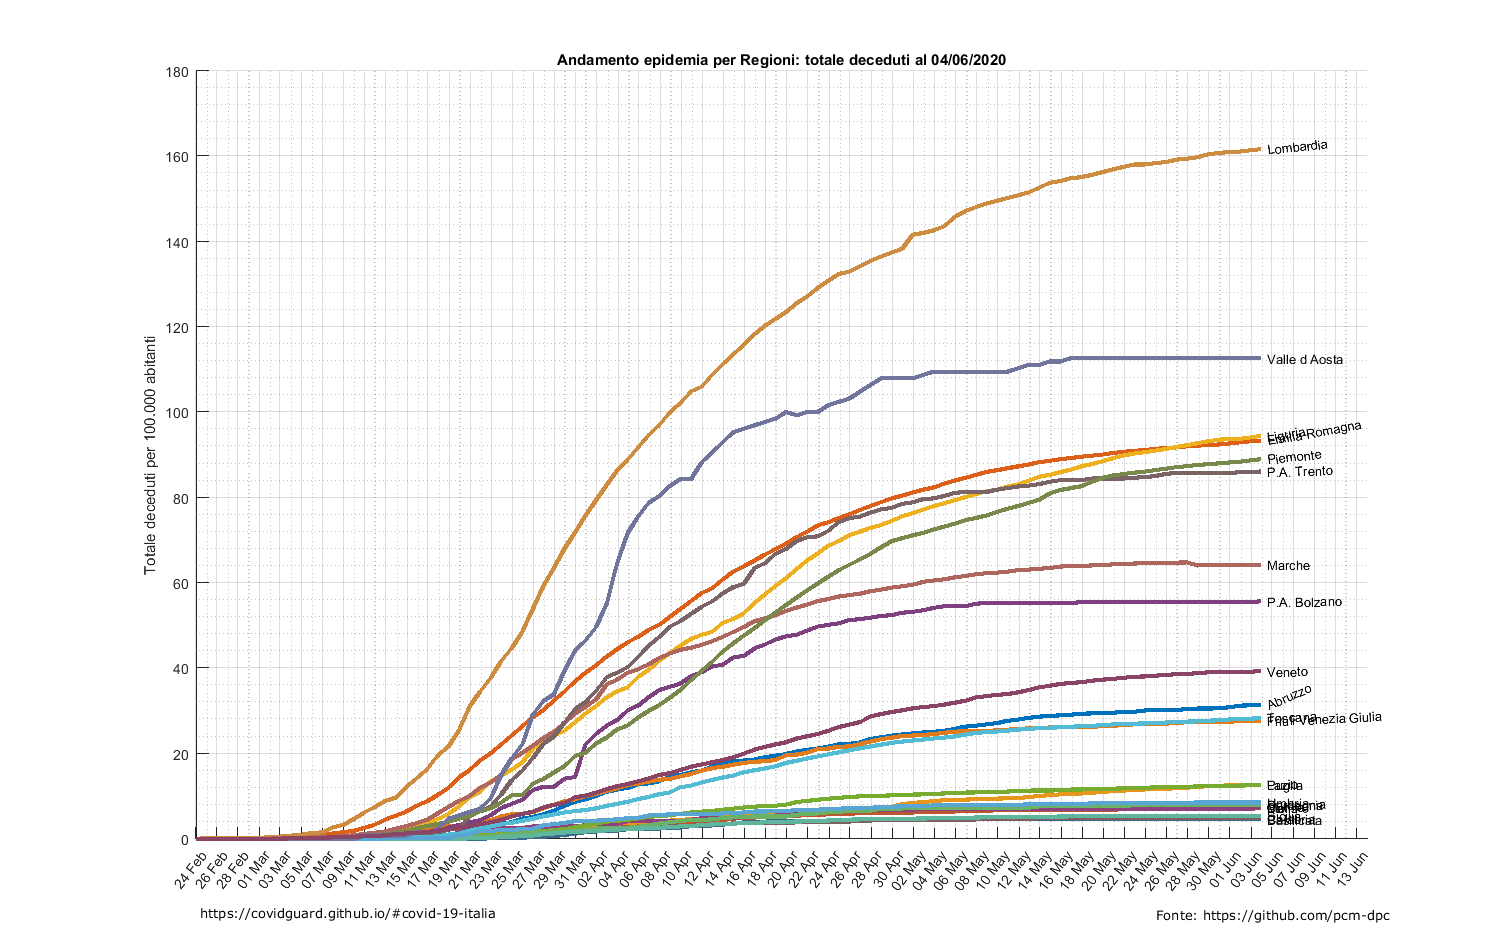 Andamento epidemia per Regioni: totale deceduti al 04/06/2020
Totale deceduti per 100.000 abitanti
180
160
140
120
100
80
60
40
20
0
Lombardia
Valle d Aosta
Liguria
Emilia-Romagna
Piemonte
P.A. Trento
Marche
P.A. Bolzano
Veneto
Abruzzo
Toscana
Friuli Venezia Giulia
Puglia
Lazio
Umbria
Sicilia
24 Feb
26 Feb
28 Feb
01 Mar
03 Mar
05 Mar
07 Mar
09 Mar
11 Mar
13 Mar
15 Mar
17 Mar
19 Mar
21 Mar
23 Mar
25 Mar
27 Mar
29 Mar
31 Mar
02 Apr
04 Apr
06 Apr
08 Apr
10 Apr
12 Apr
14 Apr
16 Apr
18 Apr
20 Apr
22 Apr
24 Apr
26 Apr
28 Apr
30 Apr
02 May
04 May
06 May
08 May
10 May
12 May
14 May
16 May
18 May
20 May
22 May
24 May
26 May
28 May
30 May
01 Jun
03 Jun
05 Jun
07 Jun
09 Jun
11 Jun
13 Jun
https://covidguard.github.io/#covid-19-italia
Fonte: https://github.com/pcm-dpc